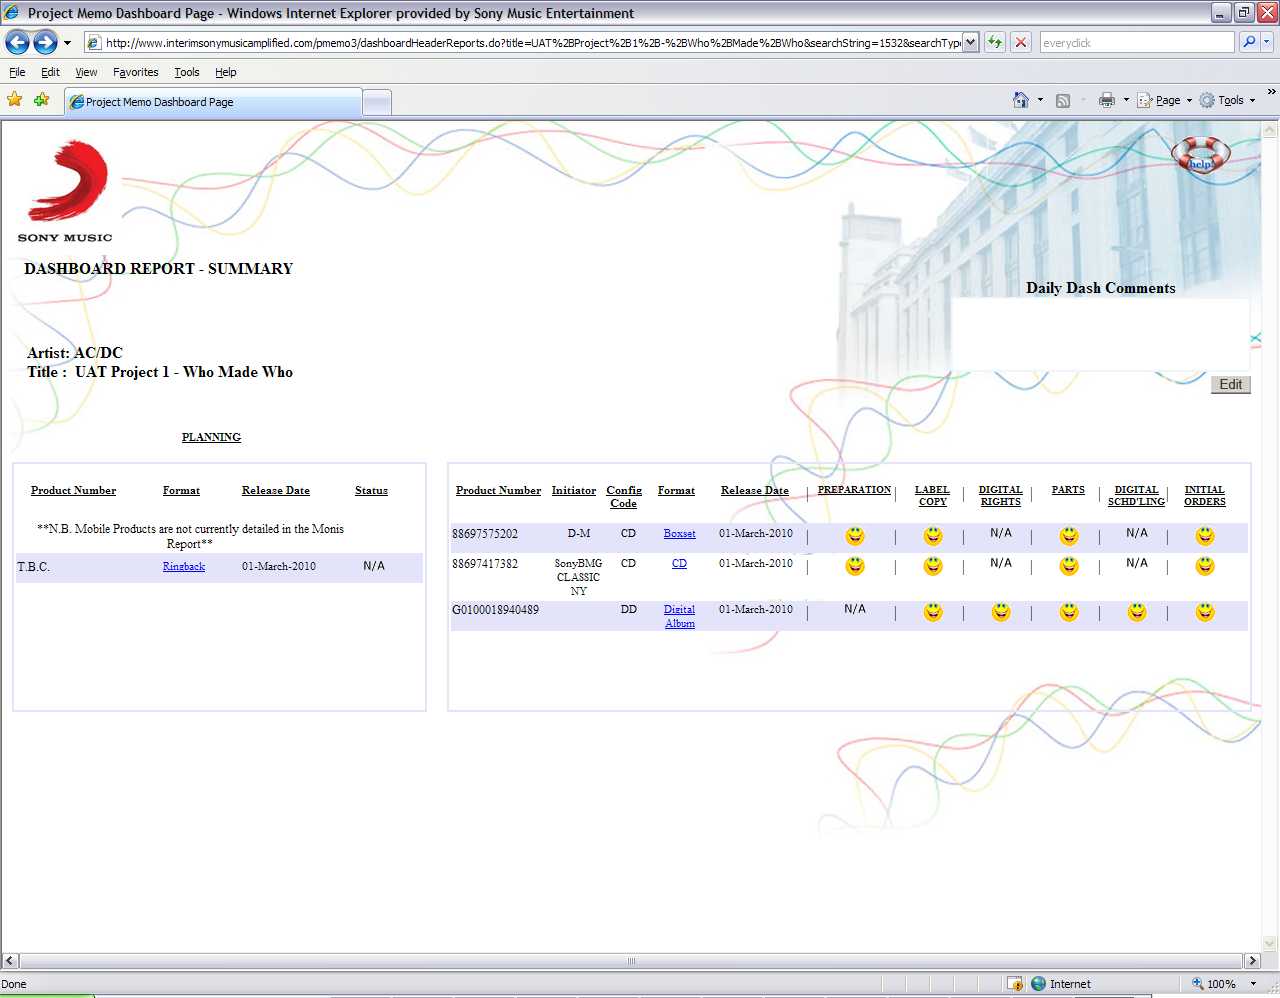 Project Memo Dashboard Page - Windows Internet Explorer provided by Sony Music Entertainment
http://www.interimsonymusicamplified.com/pmemo3/dashboardHeaderReports.do?title=UAT%2BProject%2B1%2B-%2BWho%2BMade%2BWho&searchString=1532&searchTyp
everyclick
File Edit View Favorites Tools Help
Project Memo Dashboard Page
Page Tools
help!
SONY MUSIC
DASHBOARD REPORT - SUMMARY
Daily Dash Comments
Artist: AC/DC
Title : UAT Project 1 - Who Made Who
Edit
PLANNING
Product Number Format Release Date Status
**N.B. Mobile Products are not currently detailed in the Monis
Report**
T.B.C. Ringback 01-March-2010 N/A
Product Number Initiator Config Format Release Date PREPARATION LABEL DIGITAL PARTS DIGITAL INITIAL
Code COPY RIGHTS SCHD'LING ORDERS
88697575202 D-M CD Boxset 01-March-2010 N/A N/A
88697417382 SonyBMG CD CD 01-March-2010 N/A N/A
CLASSIC
NY
G0100018940489 DD Digital 01-March-2010 N/A
Album
Done Internet 100%